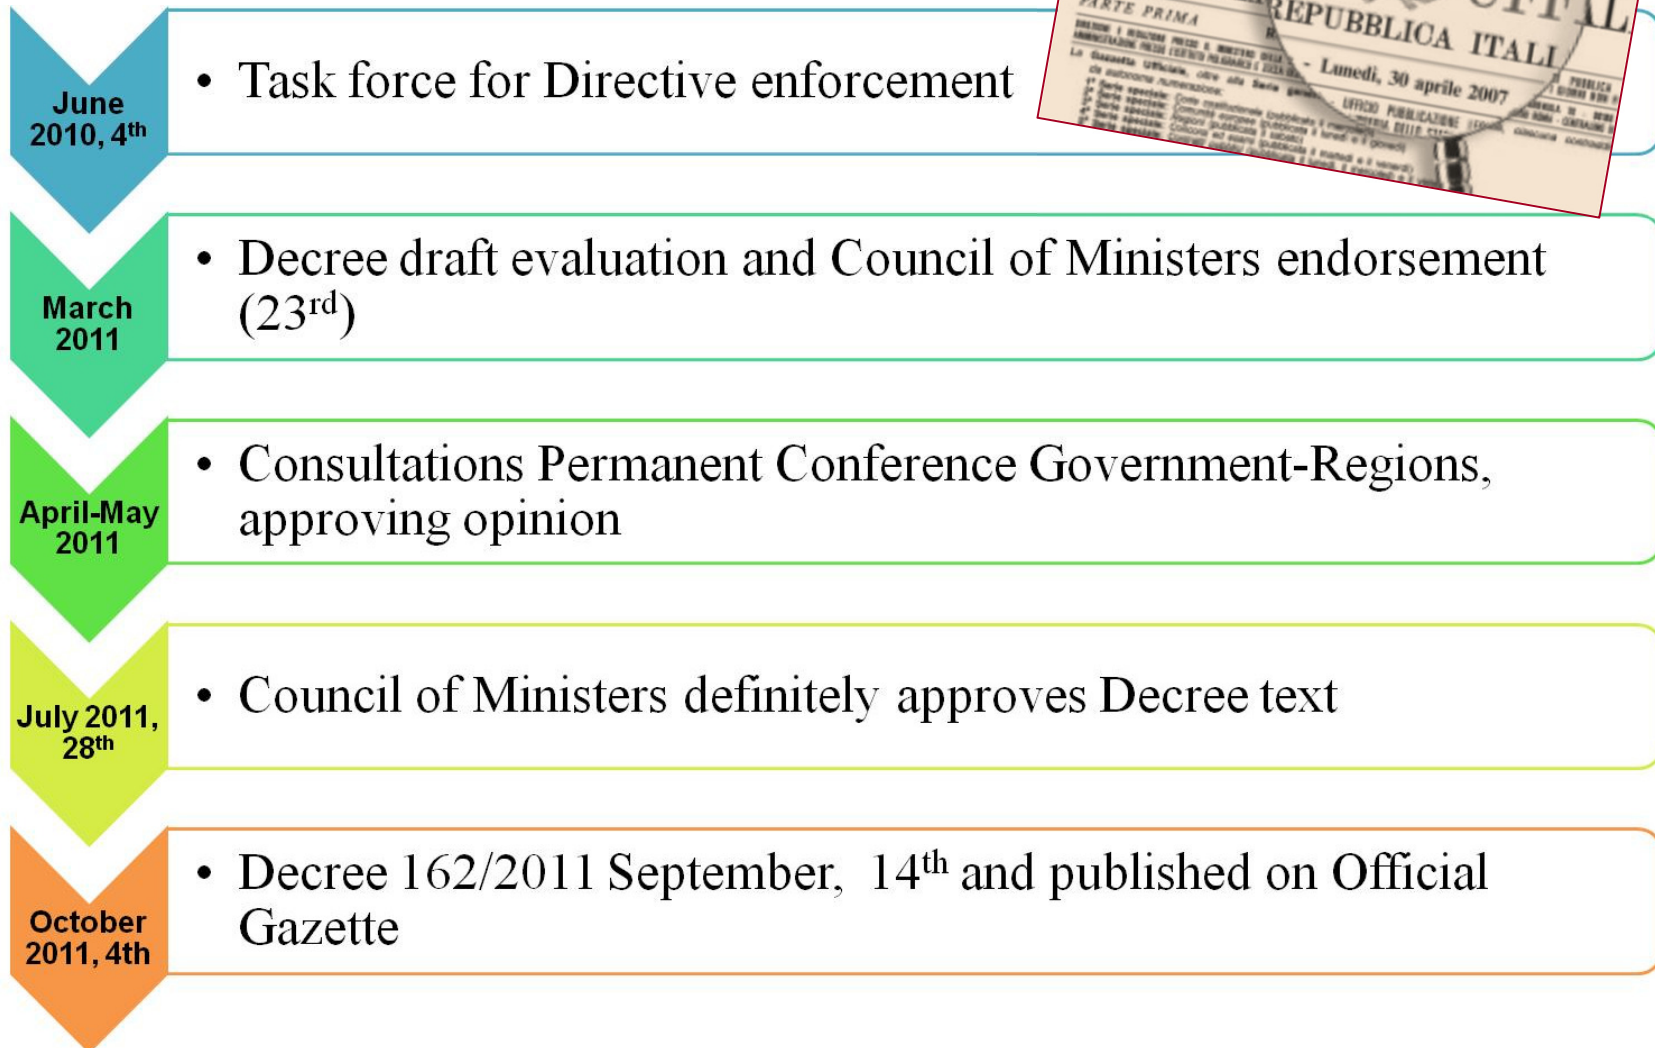 PARTE PRIMA
REPUBBLICA ITALI
- Lunedì, 30 aprile 2007
June
2010, 4th
• Task force for Directive enforcement
March
2011
• Decree draft evaluation and Council of Ministers endorsement
(23rd)
April-May
2011
• Consultations Permanent Conference Government-Regions,
approving opinion
July 2011,
28th
• Council of Ministers definitely approves Decree text
October
2011, 4th
• Decree 162/2011 September, 14th and published on Official
Gazette